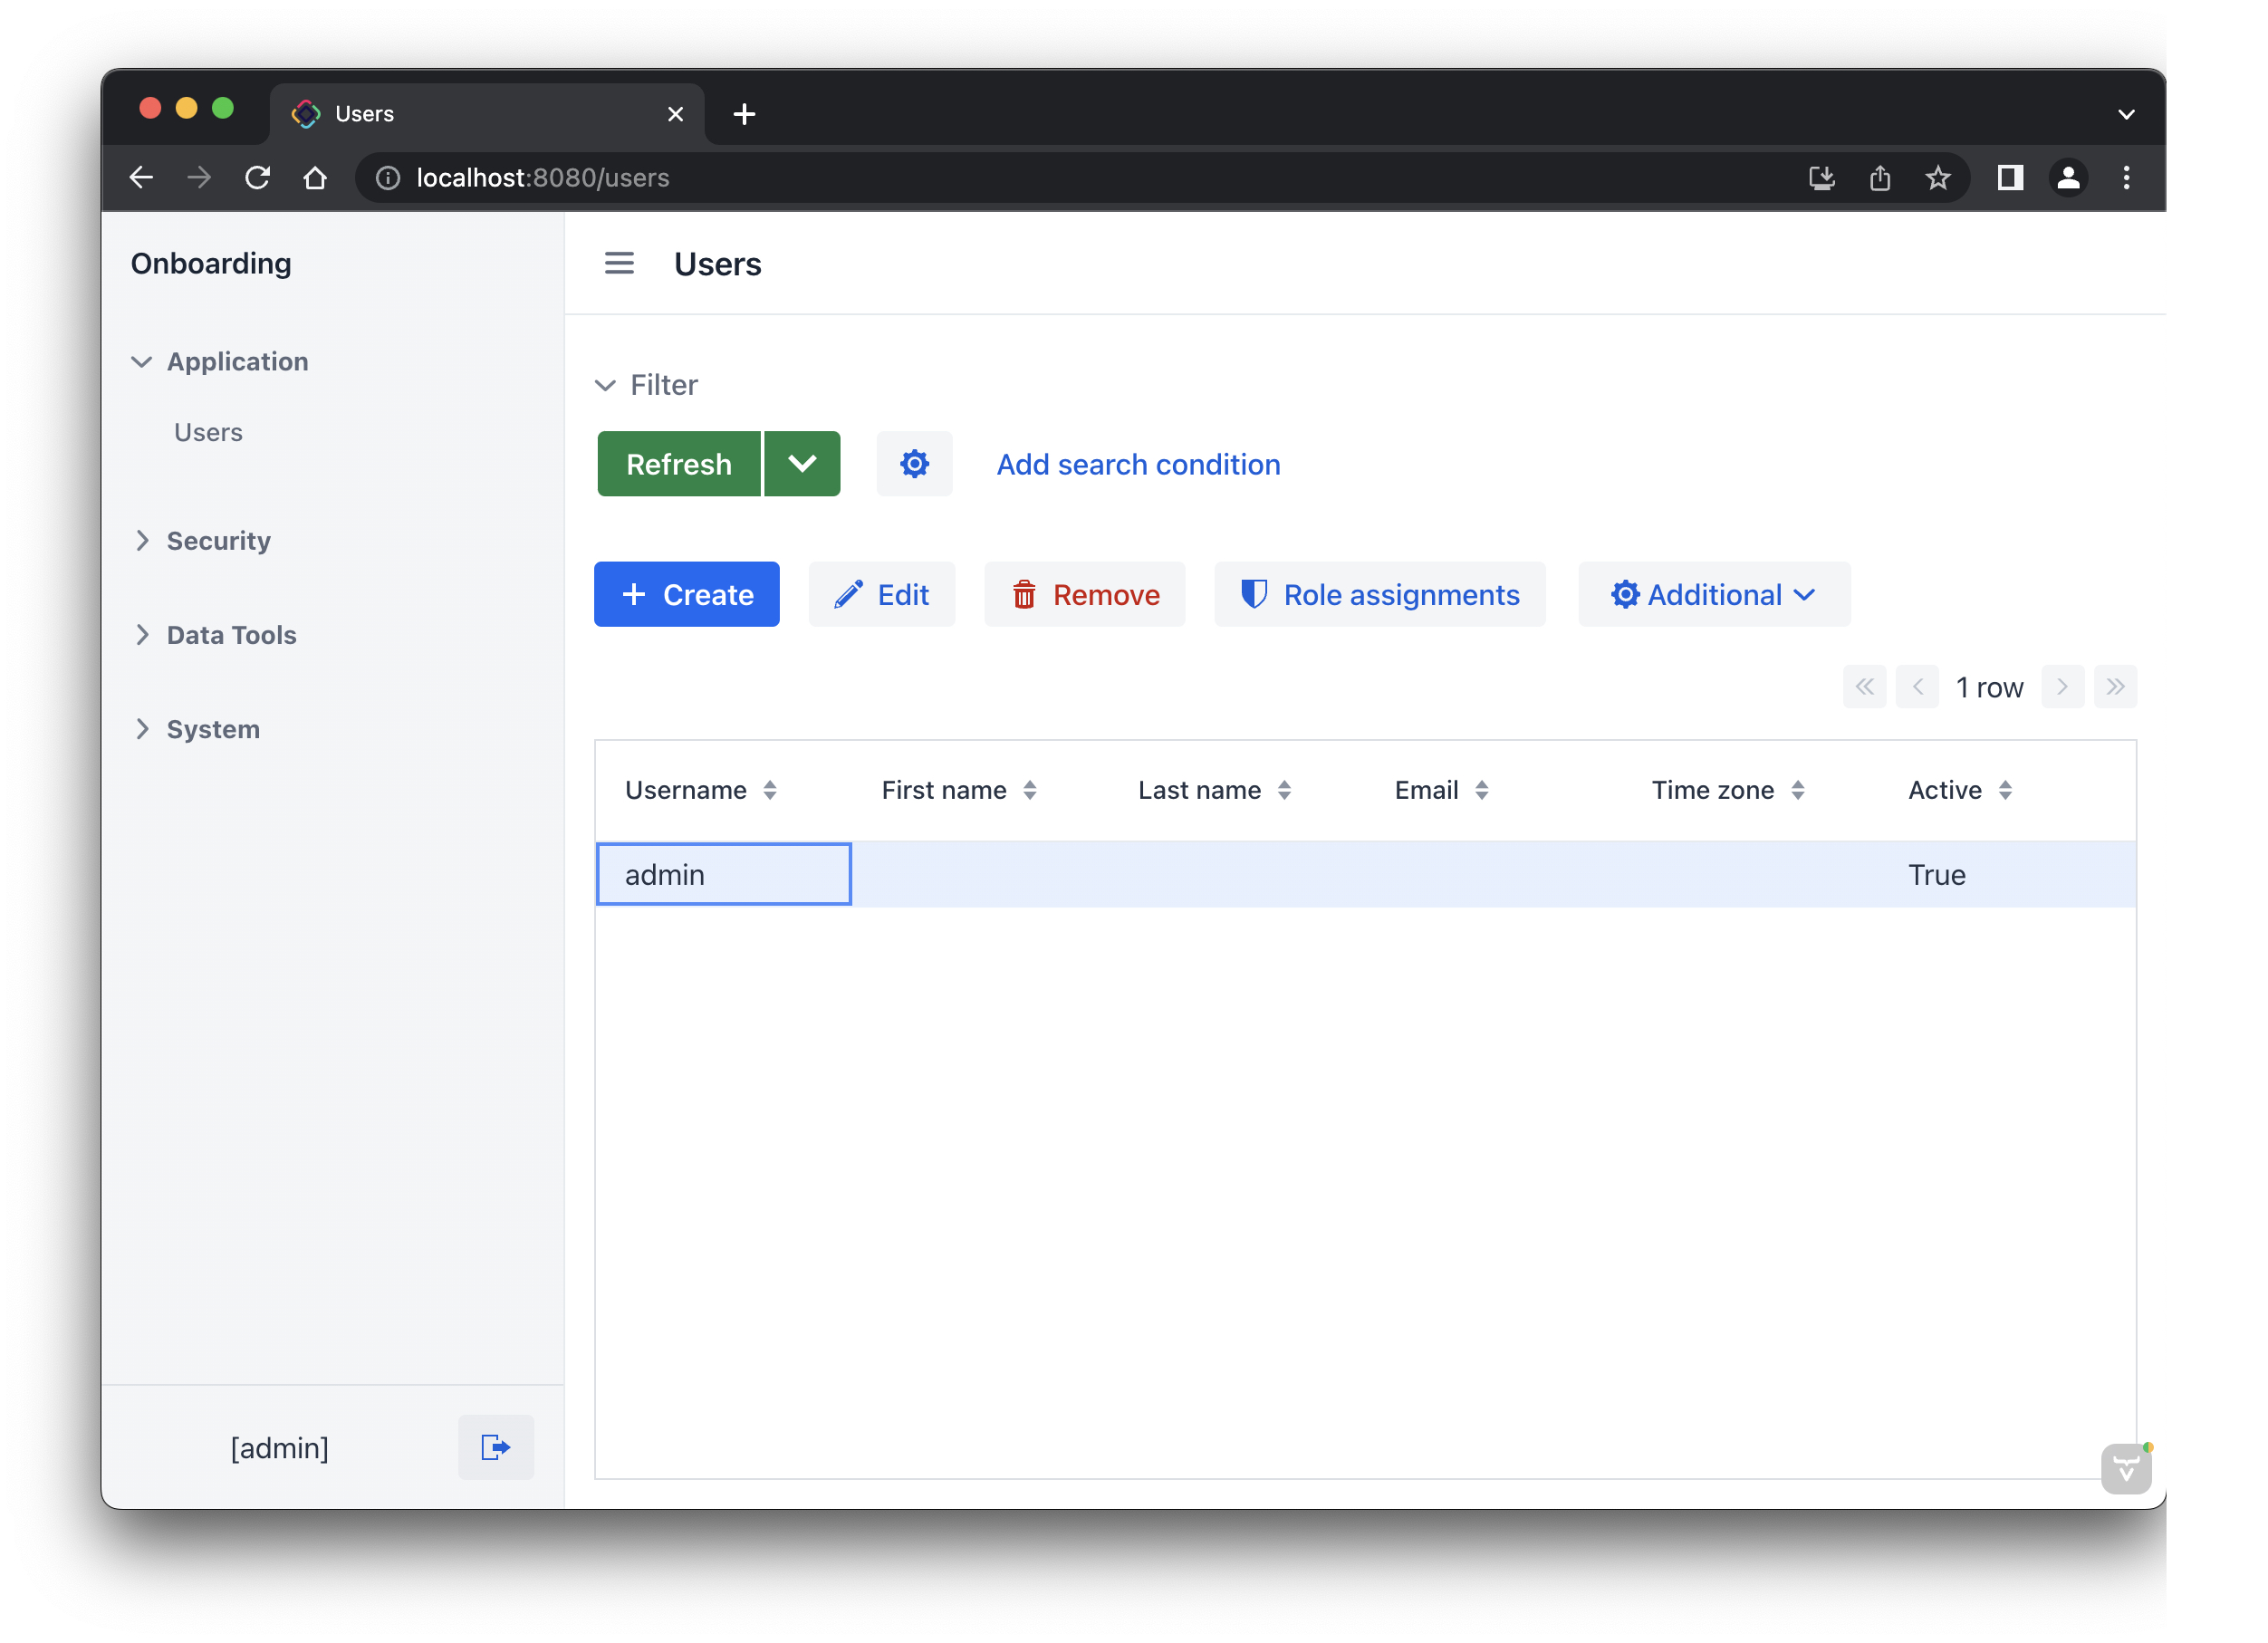 Users
localhost:8080/users
Onboarding
Application
Users
Security
Data Tools
System
[admin]
Users
Filter
Refresh
Add search condition
Create
Edit
Remove
Role assignments
Additional
1 row
Username First name Last name Email Time zone Active
admin True